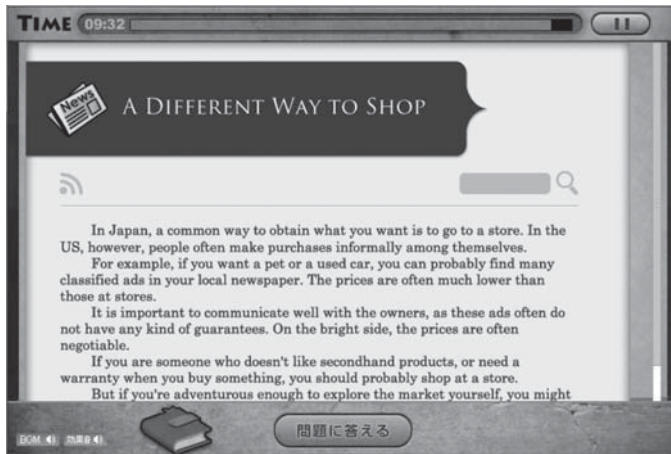 TIME 09:32
News
A DIFFERENT WAY TO SHOP
In Japan, a common way to obtain what you want is to go to a store. In the
US, however, people often make purchases informally among themselves.
For example, if you want a pet or a used car, you can probably find many
classified ads in your local newspaper. The prices are often much lower than
those at stores.
It is important to communicate well with the owners, as these ads often do
not have any kind of guarantees. On the bright side, the prices are often
negotiable.
If you are someone who doesn't like secondhand products, or need a
warranty when you buy something, you should probably shop at a store.
But if you're adventurous enough to explore the market yourself, you might
問題に答える
BGM 効果音